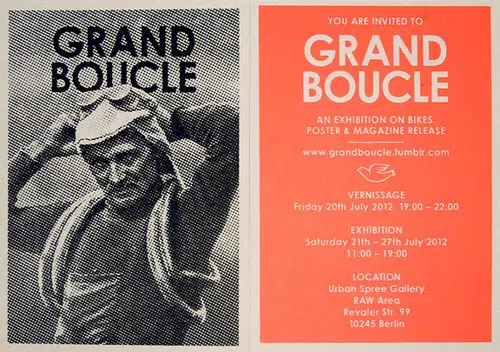 GRAND
BOUCLE
YOU ARE INVITED TO
GRAND
BOUCLE
AN EXHIBITION ON BIKES.
POSTER & MAGAZINE RELEASE
www.grandboucle.tumblr.com
VERNISSAGE
Friday 20th July 2012, 19:00 – 22:00
EXHIBITION
Saturday 21th – 27th July 2012
11:00 – 19:00
LOCATION
Urban Spree Gallery
RAW Area
Revaler Str. 99
10245 Berlin